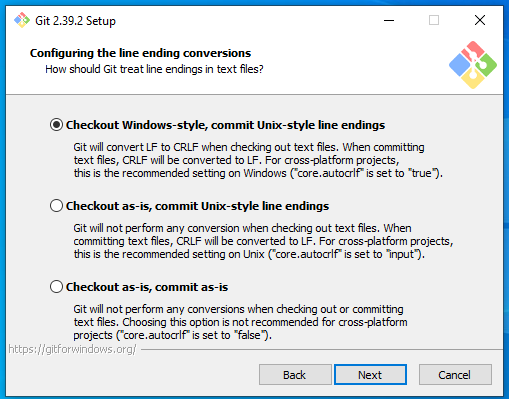 Git 2.39.2 Setup
Configuring the line ending conversions
How should Git treat line endings in text files?
Checkout Windows-style, commit Unix-style line endings
Git will convert LF to CRLF when checking out text files. When committing
text files, CRLF will be converted to LF. For cross-platform projects,
this is the recommended setting on Windows ("core.autocrlf" is set to "true").
Checkout as-is, commit Unix-style line endings
Git will not perform any conversion when checking out text files. When
committing text files, CRLF will be converted to LF. For cross-platform projects,
this is the recommended setting on Unix ("core.autocrlf" is set to "input").
Checkout as-is, commit as-is
Git will not perform any conversions when checking out or committing
text files. Choosing this option is not recommended for cross-platform
projects ("core.autocrlf" is set to "false").
https://gitforwindows.org/
Back
Next
Cancel